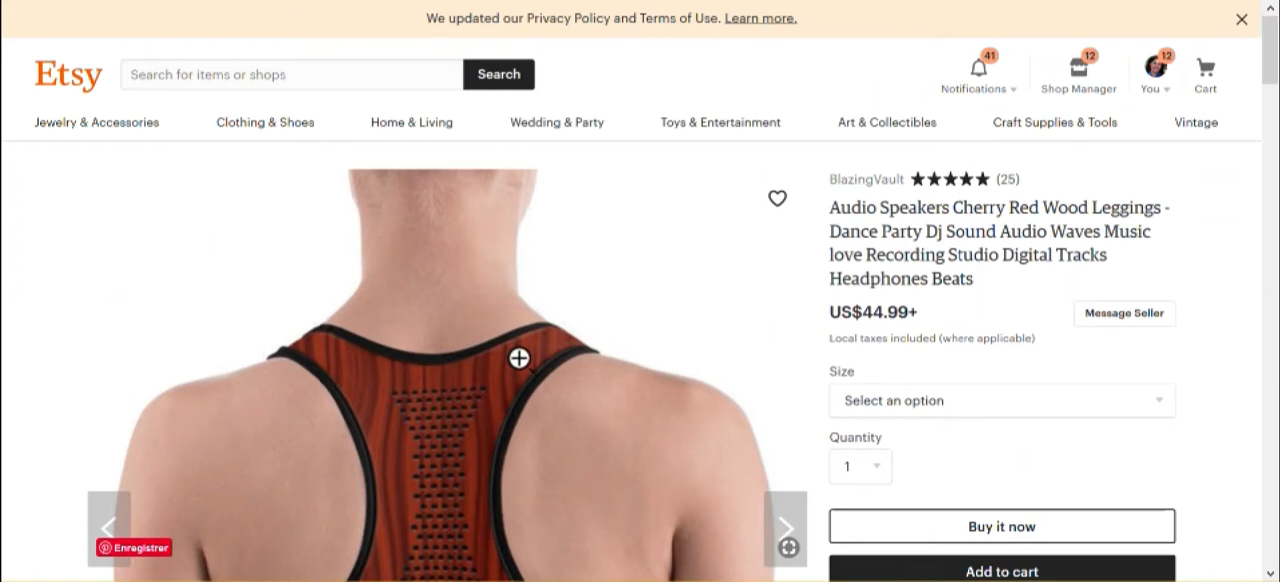 We updated our Privacy Policy and Terms of Use. Learn more.
Etsy
Search for items or shops
Search
41
Notifications
12
Shop Manager
12
You
Cart
Jewelry & Accessories
Clothing & Shoes
Home & Living
Wedding & Party
Toys & Entertainment
Art & Collectibles
Craft Supplies & Tools
Vintage
BlazingVault ★★★★★ (25)
Audio Speakers Cherry Red Wood Leggings -
Dance Party Dj Sound Audio Waves Music
love Recording Studio Digital Tracks
Headphones Beats
US$44.99+
Message Seller
Local taxes included (where applicable)
Size
Select an option
Quantity
1
Buy it now
Add to cart
Enregistrer